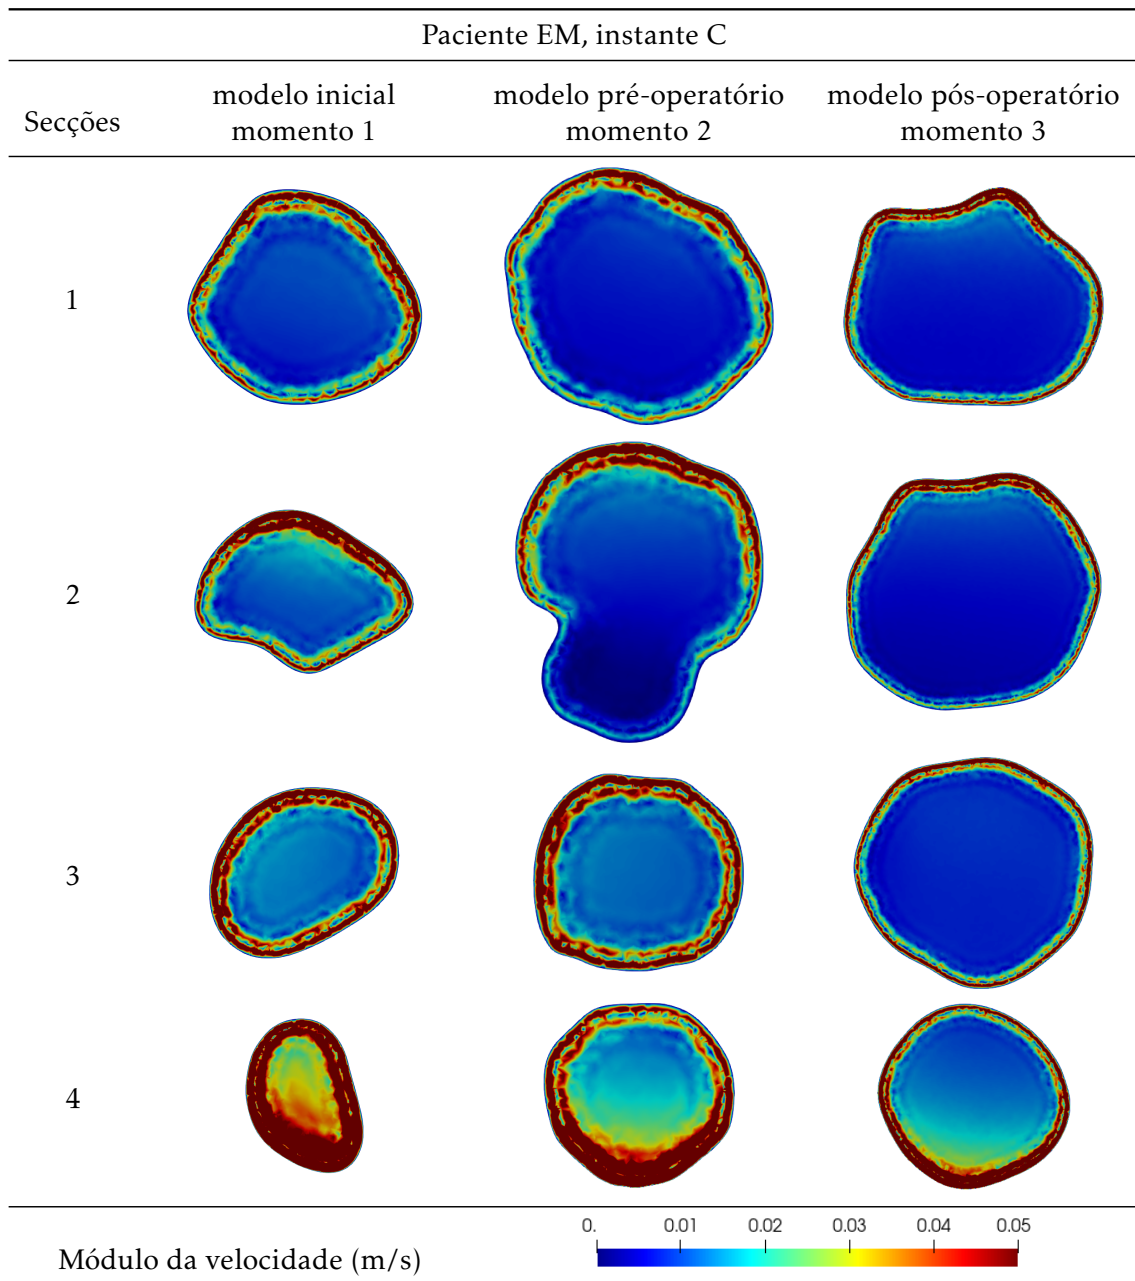 Paciente EM, instante C
Secções
modelo inicial
momento 1
modelo pré-operatório
momento 2
modelo pós-operatório
momento 3
1
2
3
4
Módulo da velocidade (m/s)
0. 0.01 0.02 0.03 0.04 0.05